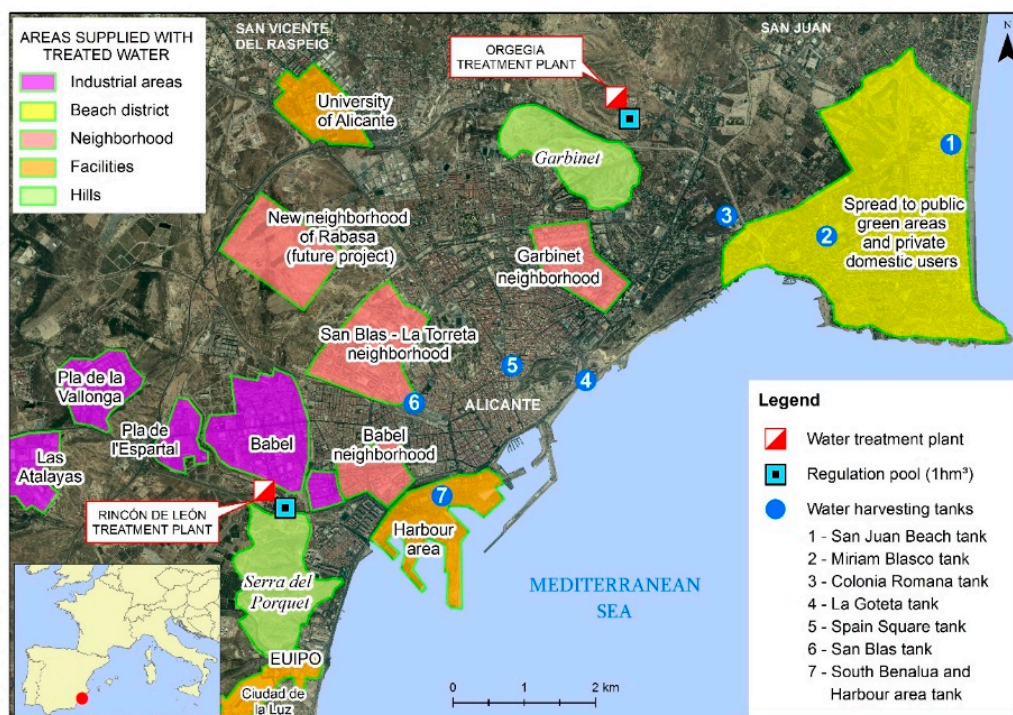 AREAS SUPPLIED WITH
TREATED WATER
Industrial areas
Beach district
Neighborhood
Facilities
Hills
SAN VICENTE
DEL RASPEIG
SAN JUAN
N
ORGEGIA
TREATMENT PLANT
University
of Alicante
Garbinet
1
3
2
Spread to public
green areas
and private
domestic users
New neighborhood
of Rabasa
(future project)
Garbinet
neighborhood
San Blas - La Torreta
neighborhood
5
4
6
ALICANTE
Pla de la
Vallonga
Pla de
l'Espartal
Babel
Babel
neighborhood
Las
Atalayas
RINCÓN DE LEÓN
TREATMENT PLANT
7
Harbour
area
Serra del
Porquet
MEDITERRANEAN
SEA
EUIPO
Ciudad de
la Luz
0 1 2 km
Legend
Water treatment plant
Regulation pool (1hm³)
Water harvesting tanks
1 - San Juan Beach tank
2 - Miriam Blasco tank
3 - Colonia Romana tank
4 - La Goteta tank
5 - Spain Square tank
6 - San Blas tank
7 - South Benalua and
Harbour area tank